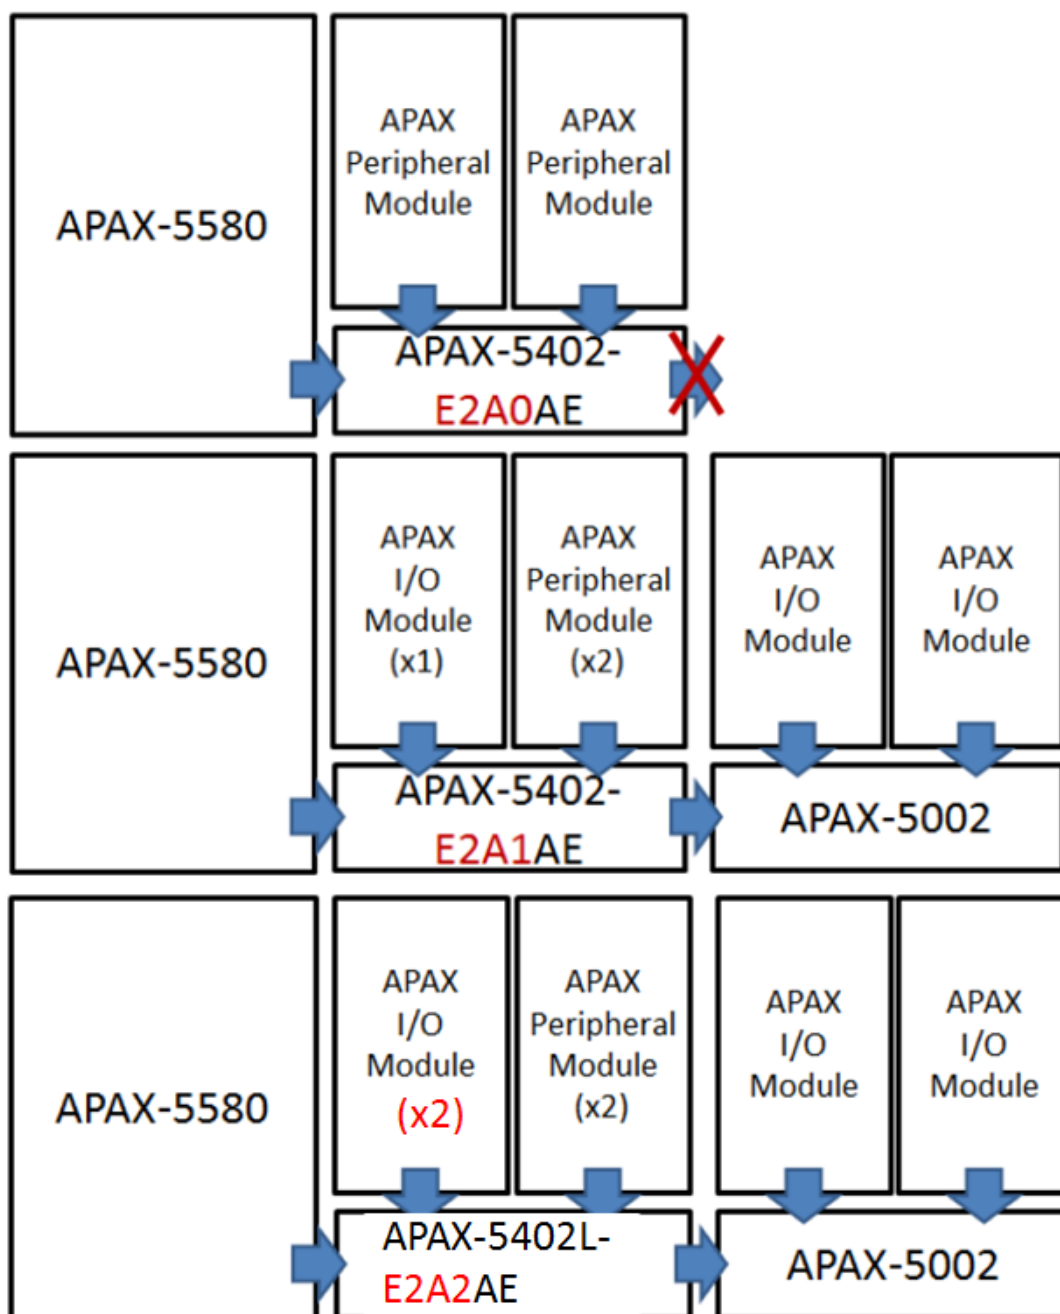 APAX-5580
APAX
Peripheral
Module
APAX
Peripheral
Module
APAX-5402-
E2A0AE
APAX-5580
APAX
I/O
Module
(x1)
APAX
Peripheral
Module
(x2)
APAX-5402-
E2A1AE
APAX
I/O
Module
APAX
I/O
Module
APAX-5002
APAX-5580
APAX
I/O
Module
(x2)
APAX
Peripheral
Module
(x2)
APAX-5402L-
E2A2AE
APAX
I/O
Module
APAX
I/O
Module
APAX-5002